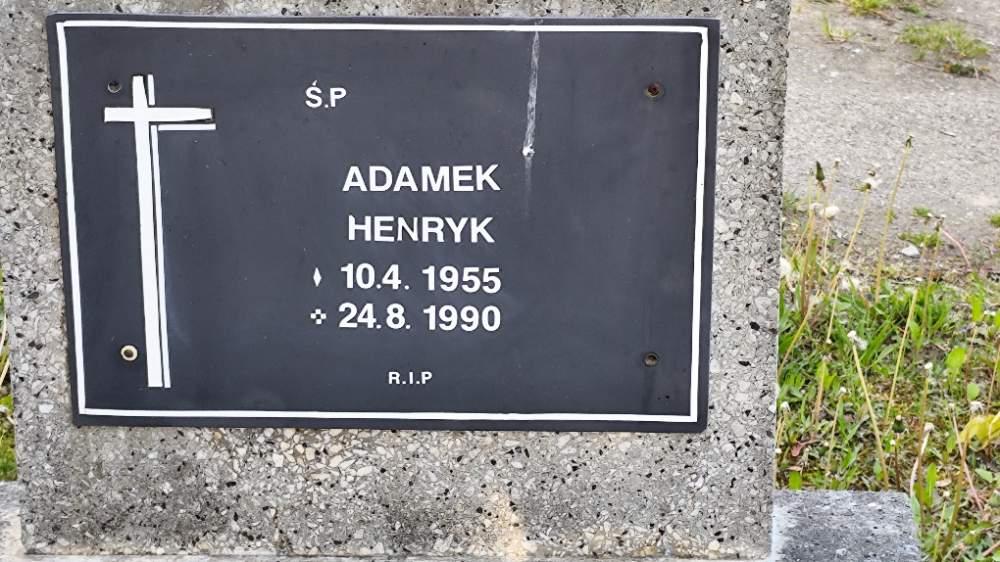 Ś.P
ADAMEK
HENRYK
10.4. 1955
24.8. 1990
R.I.P